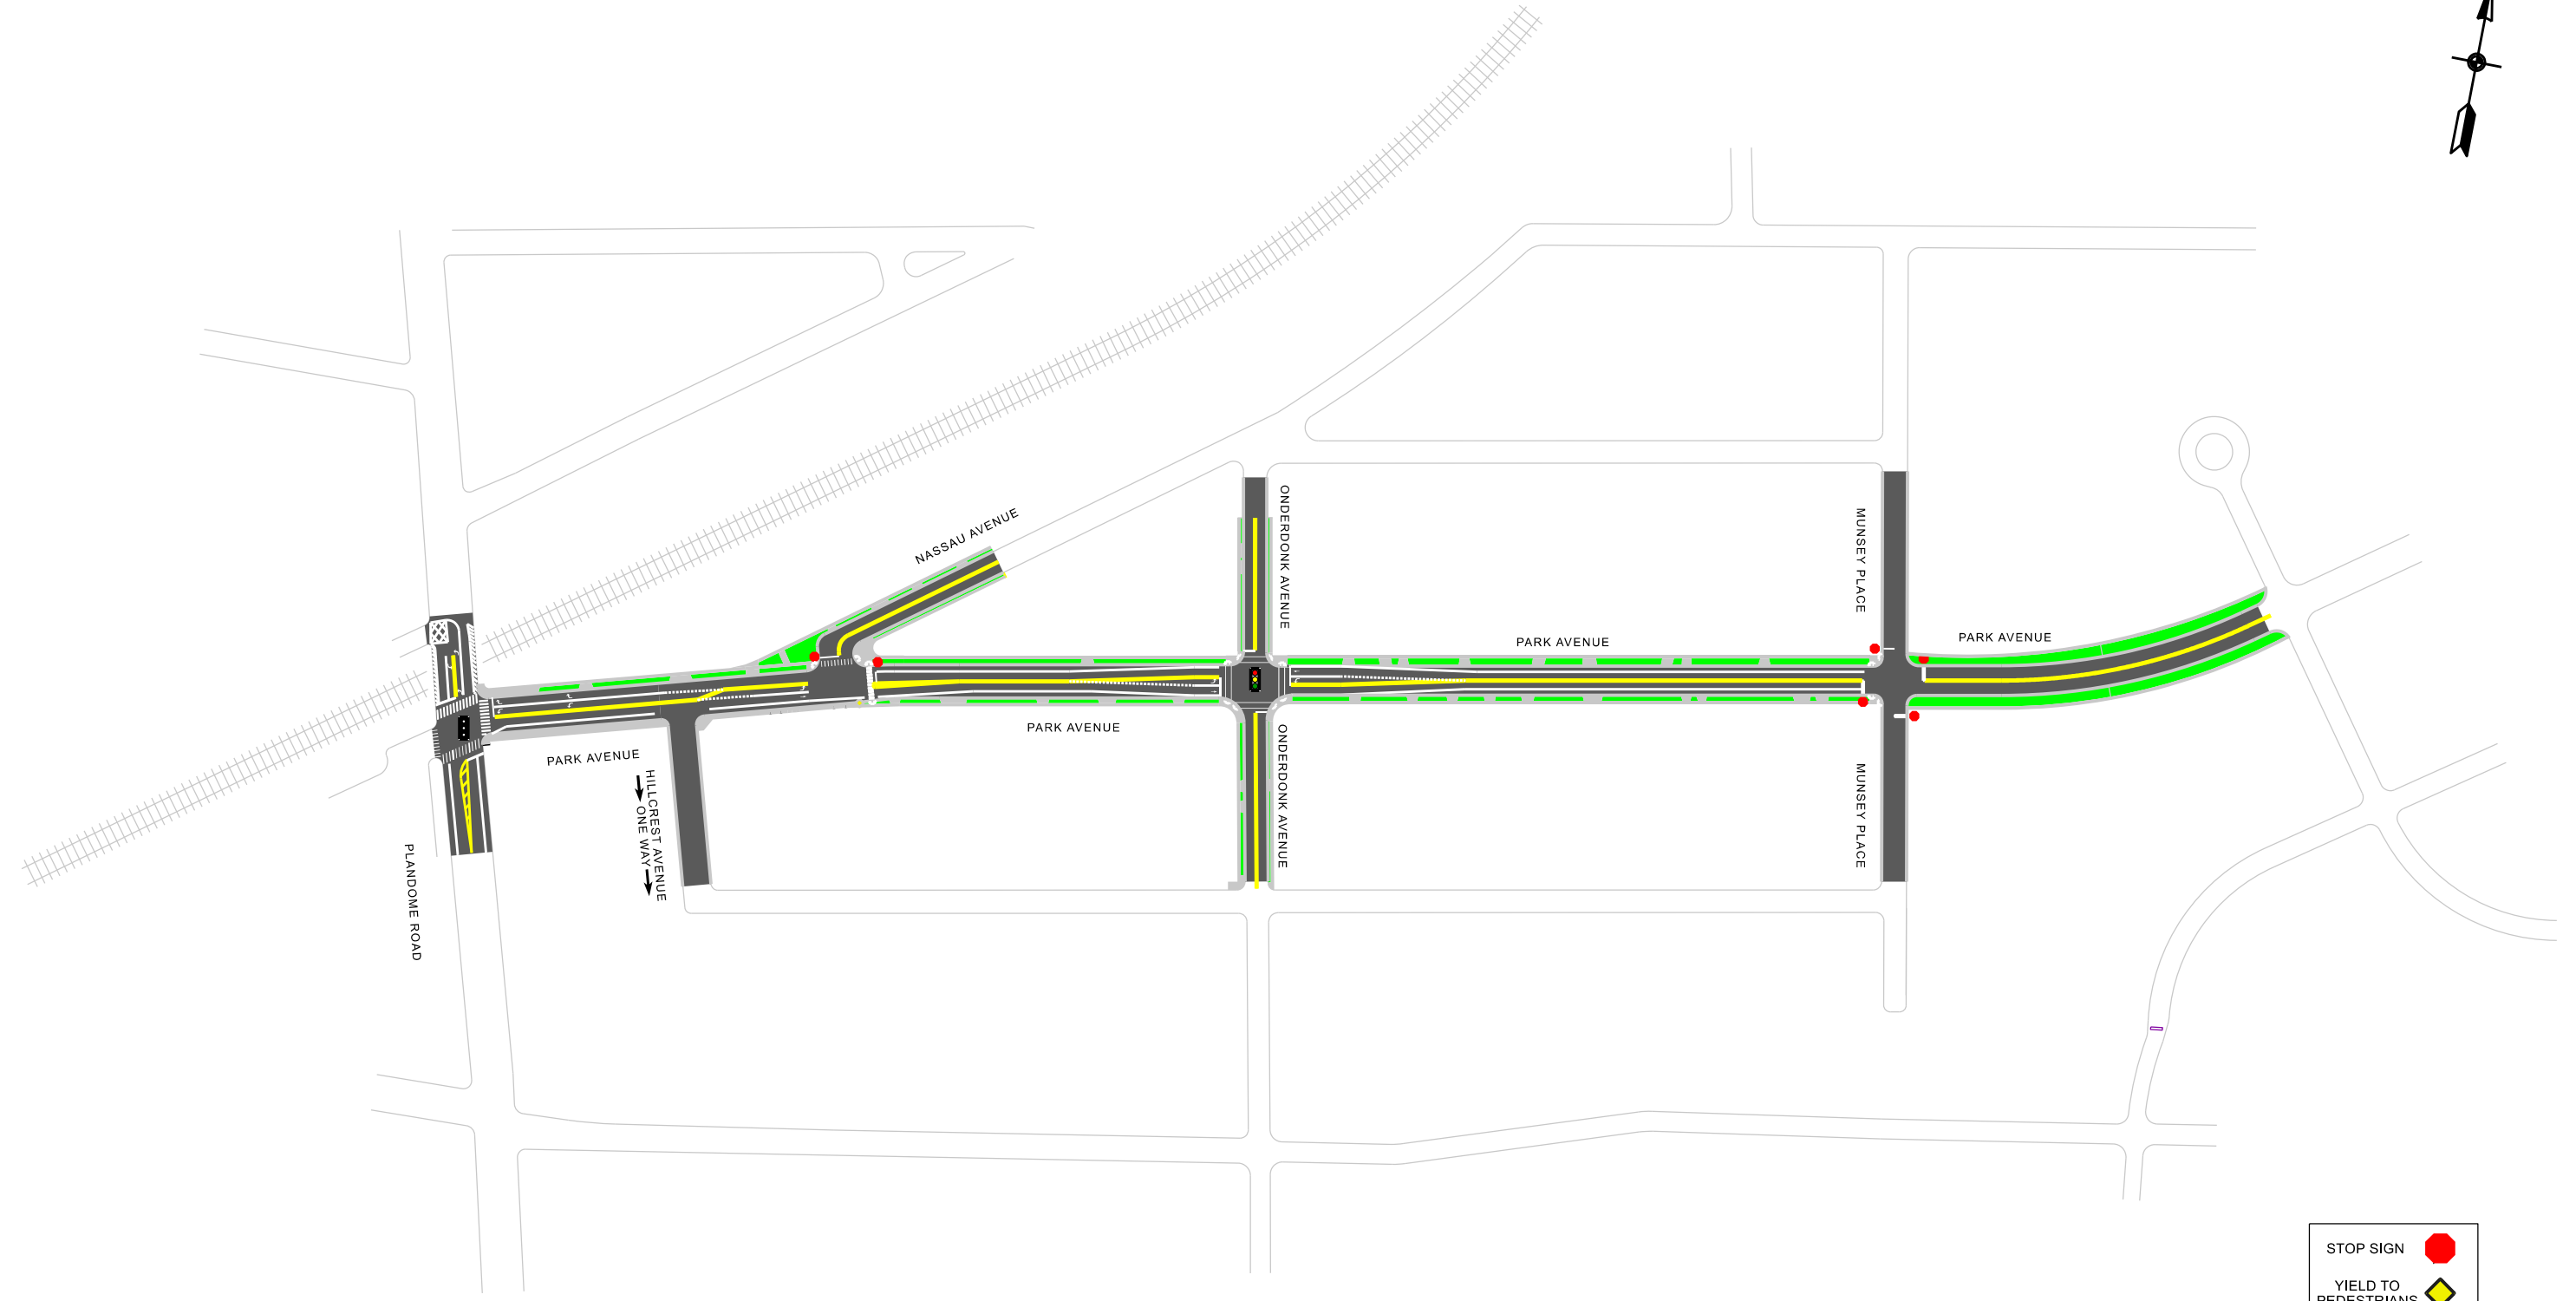 NASSAU AVENUE
ONDERDONK AVENUE
MUNSEY PLACE
PARK AVENUE
PARK AVENUE
PARK AVENUE
PARK AVENUE
HILLCREST AVENUE
ONE WAY
ONDERDONK AVENUE
MUNSEY PLACE
PLANDOME ROAD
STOP SIGN
YIELD TO
PEDESTRIANS